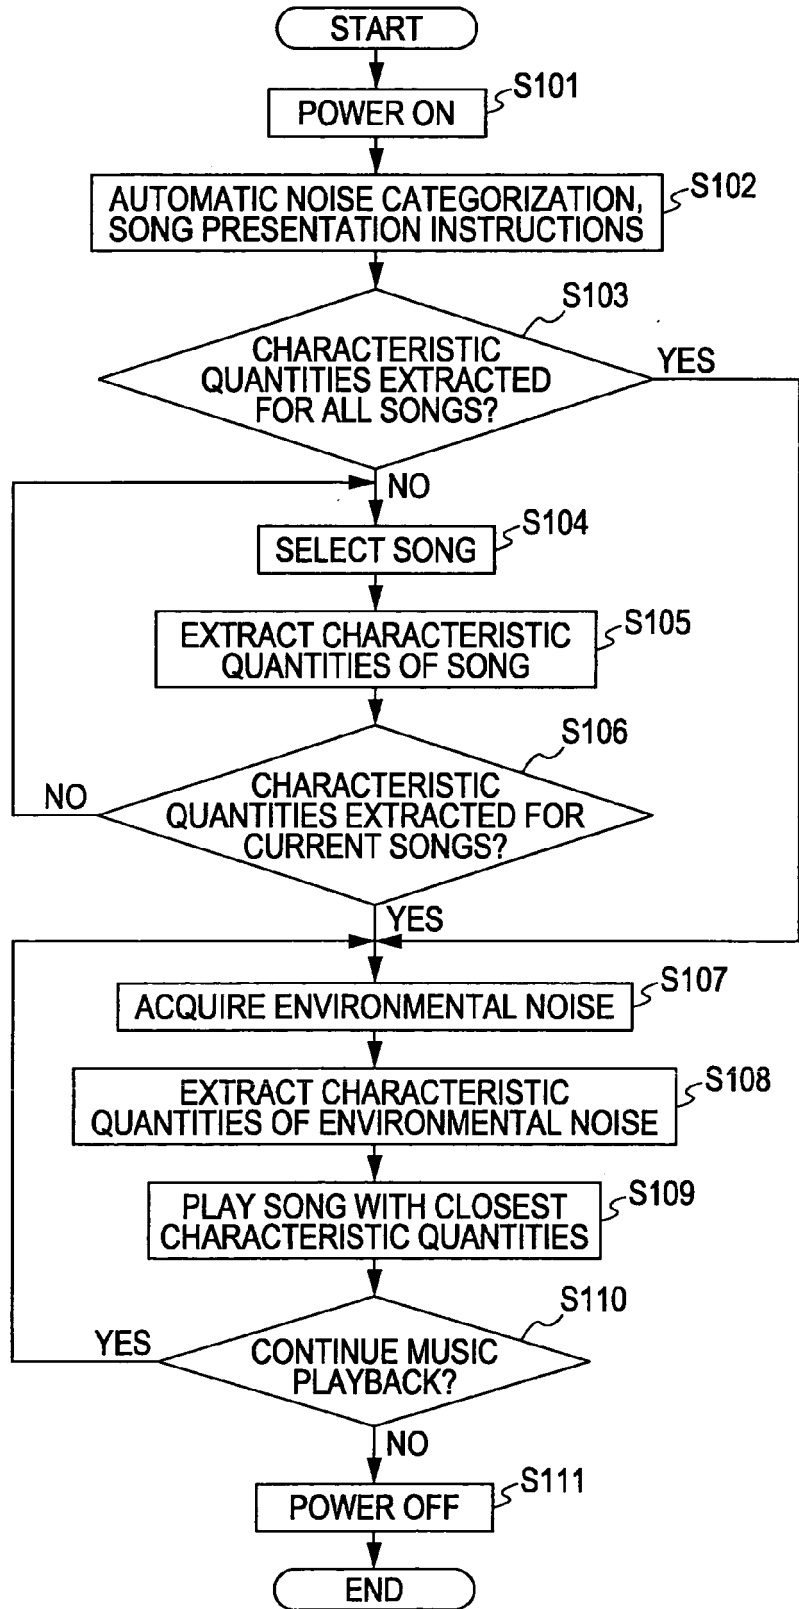 START
S101
POWER ON
S102
AUTOMATIC NOISE CATEGORIZATION,
SONG PRESENTATION INSTRUCTIONS
S103
CHARACTERISTIC
QUANTITIES EXTRACTED
FOR ALL SONGS?
YES
NO
S104
SELECT SONG
S105
EXTRACT CHARACTERISTIC
QUANTITIES OF SONG
S106
CHARACTERISTIC
QUANTITIES EXTRACTED FOR
CURRENT SONGS?
NO
YES
S107
ACQUIRE ENVIRONMENTAL NOISE
S108
EXTRACT CHARACTERISTIC
QUANTITIES OF ENVIRONMENTAL NOISE
S109
PLAY SONG WITH CLOSEST
CHARACTERISTIC QUANTITIES
S110
CONTINUE MUSIC
PLAYBACK?
YES
NO
S111
POWER OFF
END